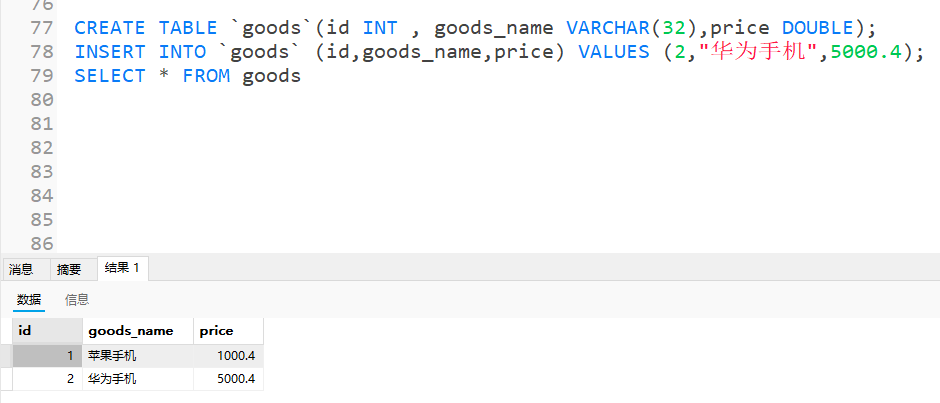 76
77 CREATE TABLE `goods`(id INT , goods_name VARCHAR(32),price DOUBLE);
78 INSERT INTO `goods` (id,goods_name,price) VALUES (2,"华为手机",5000.4);
79 SELECT * FROM goods
80
81
82
83
84
85
86
消息 摘要 结果 1
数据 信息
id goods_name price
1 苹果手机 1000.4
2 华为手机 5000.4